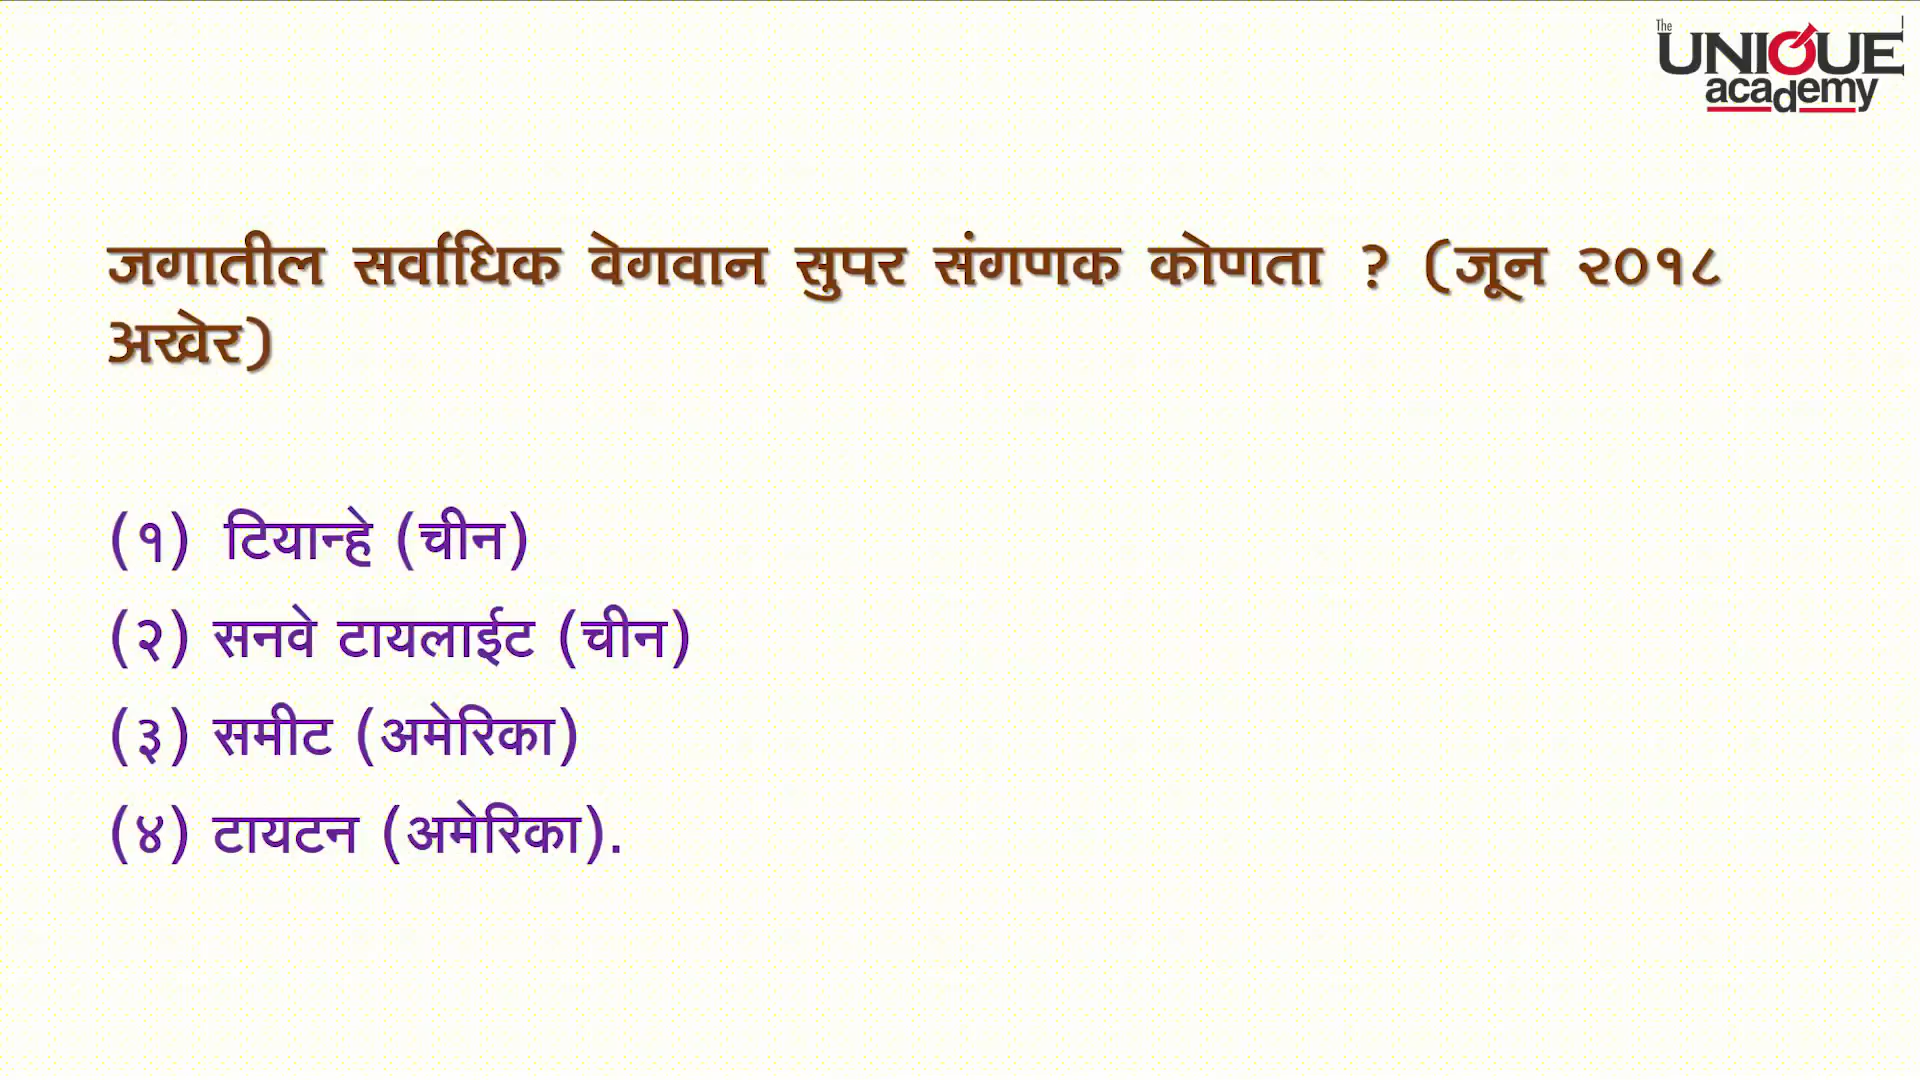 The
UNIQUE
academy
जगातील सर्वाधिक वेगवान सुपर संगणक कोणता ? (जून २०१८
अखेर)
(१) टियान्हे (चीन)
(२) सनवे टायलाईट (चीन)
(३) समीट (अमेरिका)
(४) टायटन (अमेरिका).